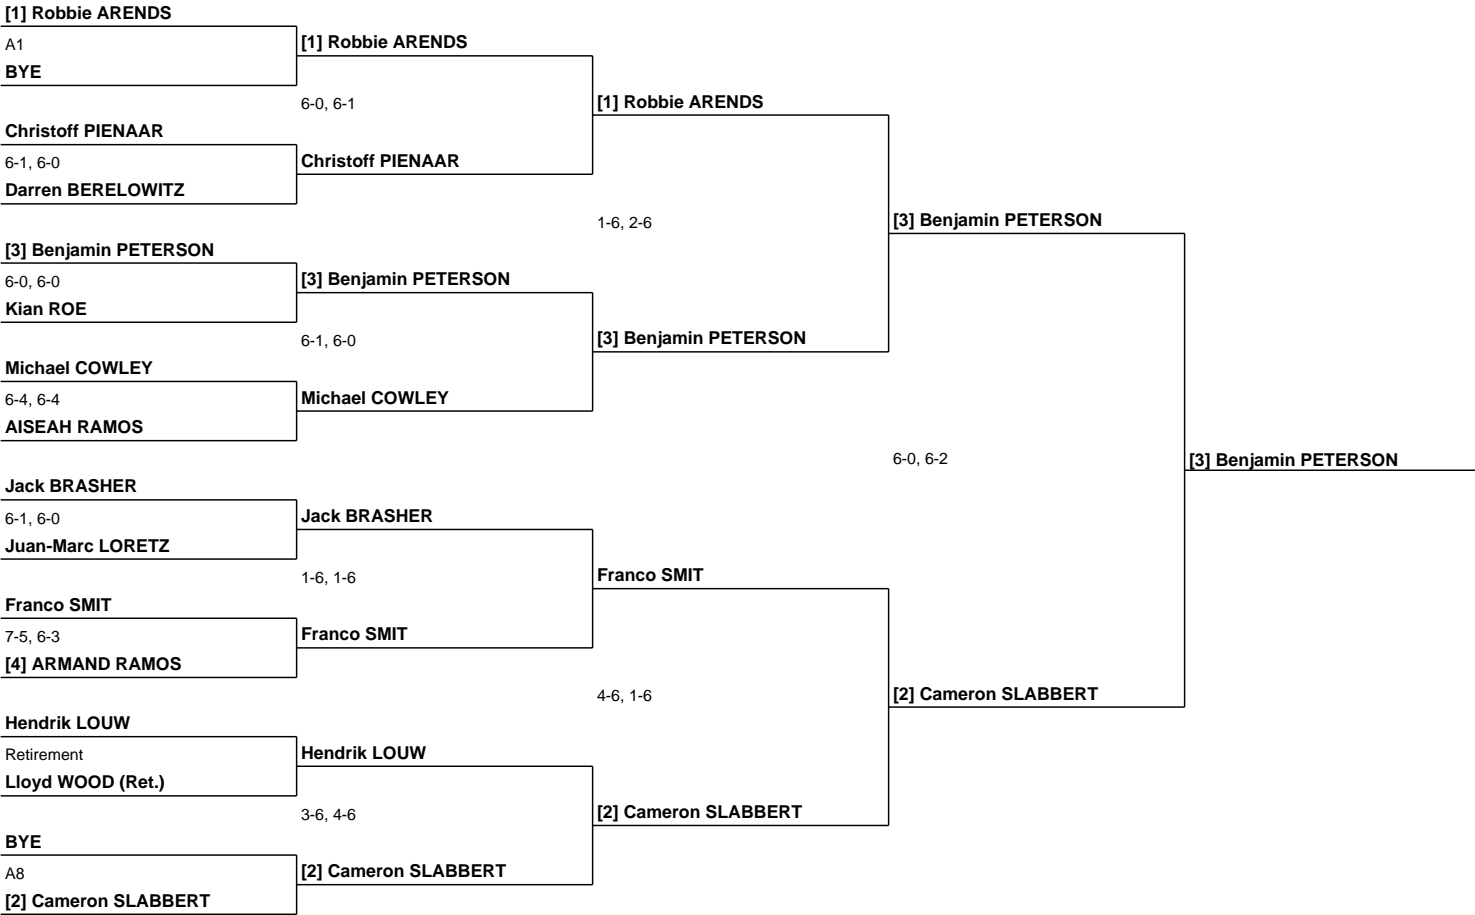 [1] Robbie ARENDS
A1
BYE
Christoff PIENAAR
6-1, 6-0
Darren BERELOWITZ
[3] Benjamin PETERSON
6-0, 6-0
Kian ROE
Michael COWLEY
6-4, 6-4
AISEAH RAMOS
Jack BRASHER
6-1, 6-0
Juan-Marc LORETZ
Franco SMIT
7-5, 6-3
[4] ARMAND RAMOS
Hendrik LOUW
Retirement
Lloyd WOOD (Ret.)
BYE
A8
[2] Cameron SLABBERT
[1] Robbie ARENDS
6-0, 6-1
Christoff PIENAAR
[3] Benjamin PETERSON
6-1, 6-0
Michael COWLEY
Jack BRASHER
1-6, 1-6
Franco SMIT
Hendrik LOUW
3-6, 4-6
[2] Cameron SLABBERT
[1] Robbie ARENDS
1-6, 2-6
[3] Benjamin PETERSON
Franco SMIT
4-6, 1-6
[2] Cameron SLABBERT
[3] Benjamin PETERSON
6-0, 6-2
[2] Cameron SLABBERT
[3] Benjamin PETERSON